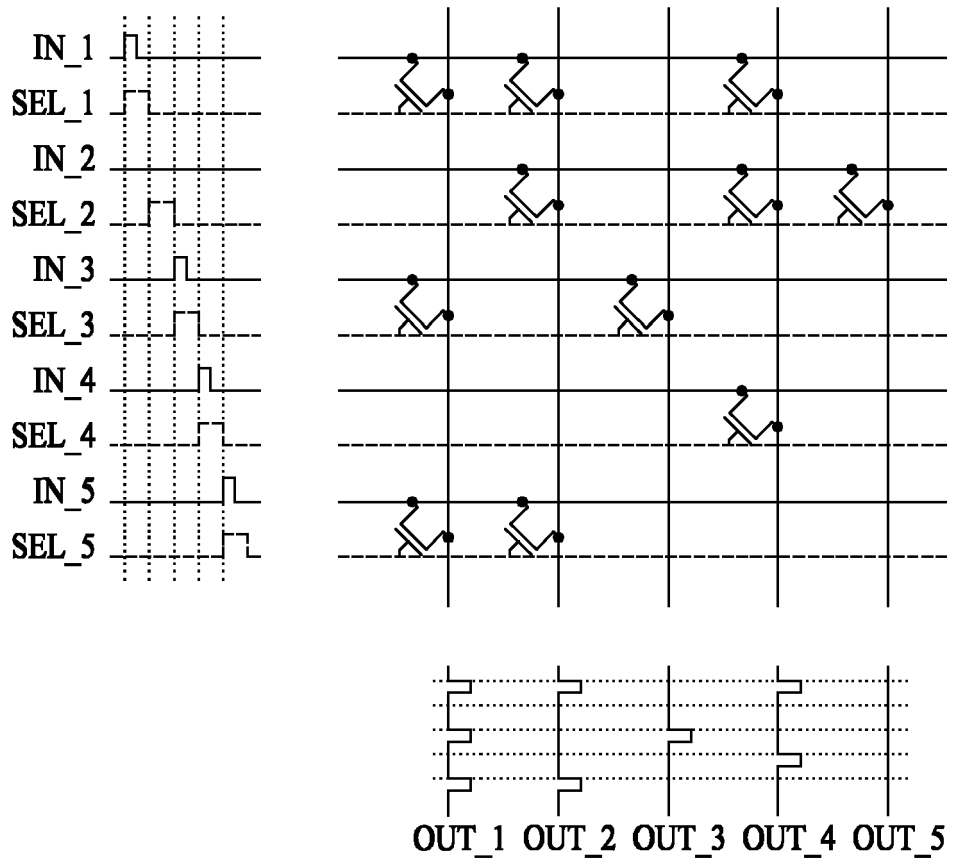 IN_1
SEL_1
IN_2
SEL_2
IN_3
SEL_3
IN_4
SEL_4
IN_5
SEL_5
OUT_1 OUT_2 OUT_3 OUT_4 OUT_5